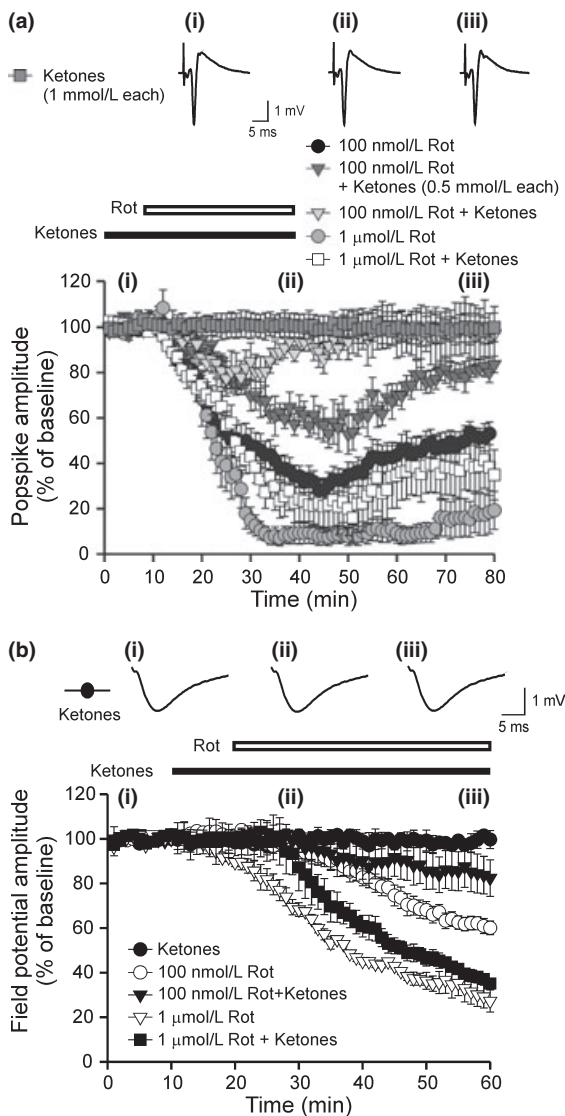 (a)
(i) (ii) (iii)
Ketones
(1 mmol/L each)
1 mV
5 ms
100 nmol/L Rot
100 nmol/L Rot
+ Ketones (0.5 mmol/L each)
100 nmol/L Rot + Ketones
1 μmol/L Rot
1 μmol/L Rot + Ketones
Rot
Ketones
120
100
80
60
40
20
0
(i) (ii) (iii)
Popspike amplitude
(% of baseline)
0 10 20 30 40 50 60 70 80
Time (min)
(b)
(i) (ii) (iii)
Ketones
1 mV
5 ms
Rot
Ketones
120
100
80
60
40
20
0
(i) (ii) (iii)
Field potential amplitude
(% of baseline)
Ketones
100 nmol/L Rot
100 nmol/L Rot+Ketones
1 μmol/L Rot
1 μmol/L Rot + Ketones
0 10 20 30 40 50 60
Time (min)